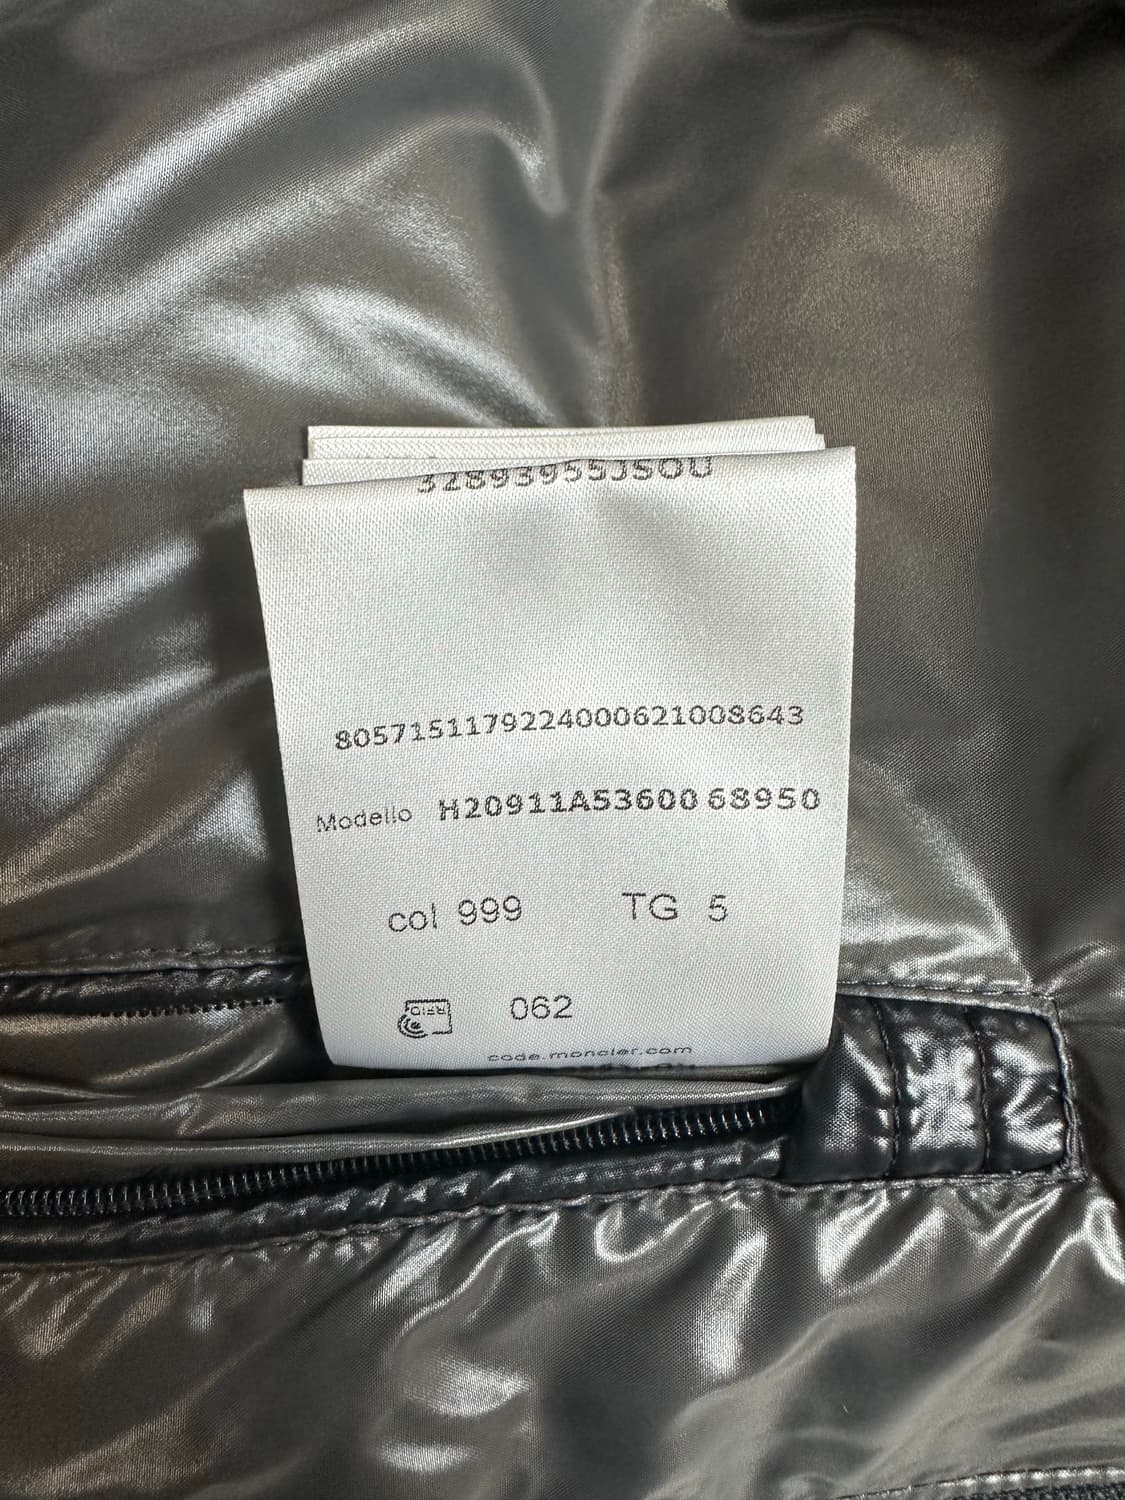 32893955JSOU
8057151179224000621008643
Modello H20911A53600 68950
col 999 TG 5
RFID 062
code.moncler.com